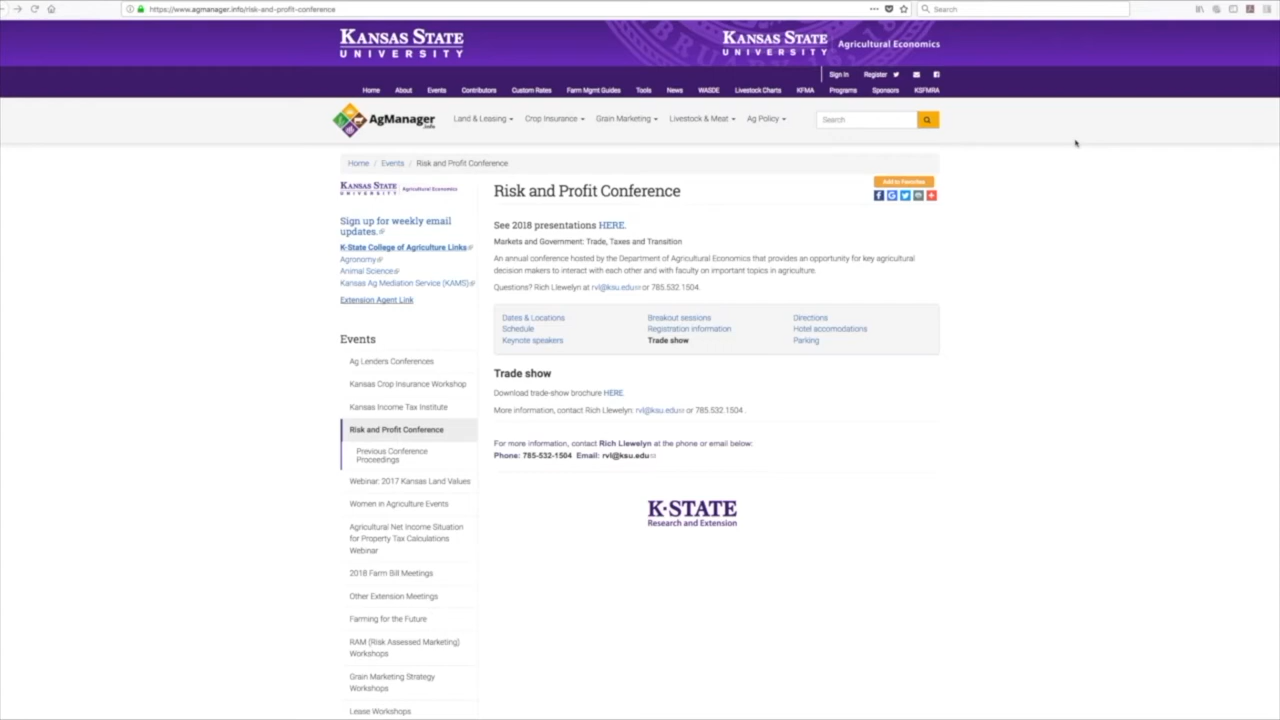 https://www.agmanager.info/risk-and-profit-conference
Search
KANSAS STATE
UNIVERSITY
KANSAS STATE
UNIVERSITY
Agricultural Economics
Sign In Register
Home About Events Contributors Custom Rates Farm Mgmt Guides Tools News WASDE Livestock Charts KFMA Programs Sponsors KSFMRA
AgManager.info
Land & Leasing Crop Insurance Grain Marketing Livestock & Meat Ag Policy
Search
Home / Events / Risk and Profit Conference
KANSAS STATE
UNIVERSITY
Agricultural Economics
Risk and Profit Conference
Add to Favorites
Sign up for weekly email
updates.
K-State College of Agriculture Links
Agronomy
Animal Science
Kansas Ag Mediation Service (KAMS)
Extension Agent Link
See 2018 presentations HERE.
Markets and Government: Trade, Taxes and Transition
An annual conference hosted by the Department of Agricultural Economics that provides an opportunity for key agricultural
decision makers to interact with each other and with faculty on important topics in agriculture.
Questions? Rich Llewelyn at rvl@ksu.edu or 785.532.1504.
Dates & Locations Breakout sessions Directions
Schedule Registration information Hotel accomodations
Keynote speakers Trade show Parking
Trade show
Download trade-show brochure HERE.
More information, contact Rich Llewelyn: rvl@ksu.edu or 785.532.1504.
For more information, contact Rich Llewelyn at the phone or email below:
Phone: 785-532-1504 Email: rvl@ksu.edu
K-STATE
Research and Extension
Events
Ag Lenders Conferences
Kansas Crop Insurance Workshop
Kansas Income Tax Institute
Risk and Profit Conference
Previous Conference
Proceedings
Webinar: 2017 Kansas Land Values
Women in Agriculture Events
Agricultural Net Income Situation
for Property Tax Calculations
Webinar
2018 Farm Bill Meetings
Other Extension Meetings
Farming for the Future
RAM (Risk Assessed Marketing)
Workshops
Grain Marketing Strategy
Workshops
Lease Workshops